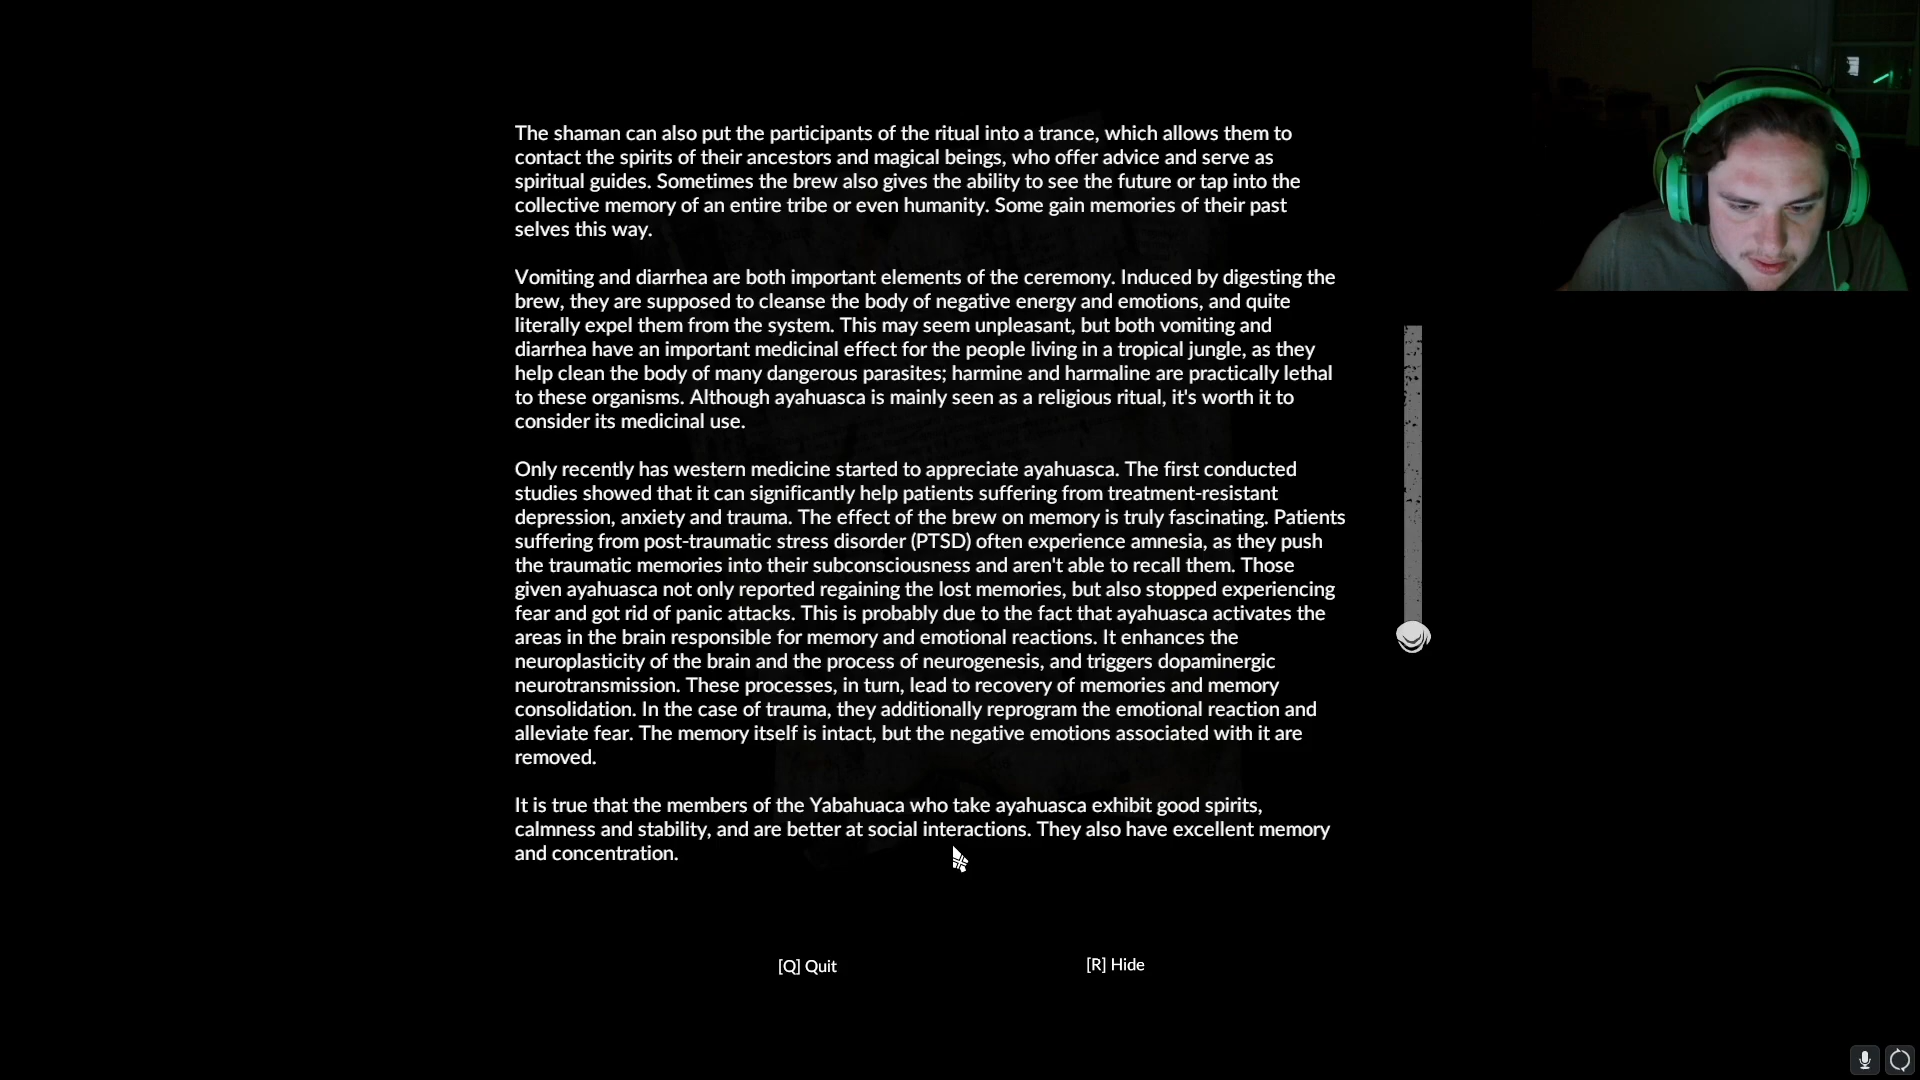 The shaman can also put the participants of the ritual into a trance, which allows them to
contact the spirits of their ancestors and magical beings, who offer advice and serve as
spiritual guides. Sometimes the brew also gives the ability to see the future or tap into the
collective memory of an entire tribe or even humanity. Some gain memories of their past
selves this way.
Vomiting and diarrhea are both important elements of the ceremony. Induced by digesting the
brew, they are supposed to cleanse the body of negative energy and emotions, and quite
literally expel them from the system. This may seem unpleasant, but both vomiting and
diarrhea have an important medicinal effect for the people living in a tropical jungle, as they
help clean the body of many dangerous parasites; harmine and harmaline are practically lethal
to these organisms. Although ayahuasca is mainly seen as a religious ritual, it's worth it to
consider its medicinal use.
Only recently has western medicine started to appreciate ayahuasca. The first conducted
studies showed that it can significantly help patients suffering from treatment-resistant
depression, anxiety and trauma. The effect of the brew on memory is truly fascinating. Patients
suffering from post-traumatic stress disorder (PTSD) often experience amnesia, as they push
the traumatic memories into their subconsciousness and aren't able to recall them. Those
given ayahuasca not only reported regaining the lost memories, but also stopped experiencing
fear and got rid of panic attacks. This is probably due to the fact that ayahuasca activates the
areas in the brain responsible for memory and emotional reactions. It enhances the
neuroplasticity of the brain and the process of neurogenesis, and triggers dopaminergic
neurotransmission. These processes, in turn, lead to recovery of memories and memory
consolidation. In the case of trauma, they additionally reprogram the emotional reaction and
alleviate fear. The memory itself is intact, but the negative emotions associated with it are
removed.
It is true that the members of the Yabahuaca who take ayahuasca exhibit good spirits,
calmness and stability, and are better at social interactions. They also have excellent memory
and concentration.
[Q] Quit
[R] Hide